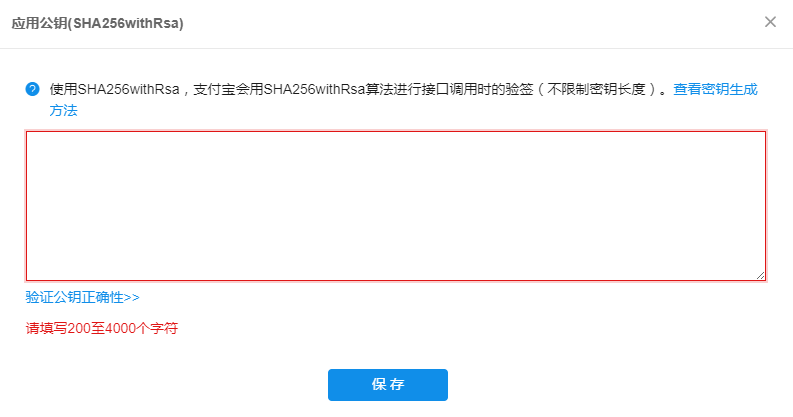 应用公钥(SHA256withRsa)
使用SHA256withRsa，支付宝会用SHA256withRsa算法进行接口调用时的验签（不限制密钥长度）。查看密钥生成
方法
验证公钥正确性>>
请填写200至4000个字符
保 存